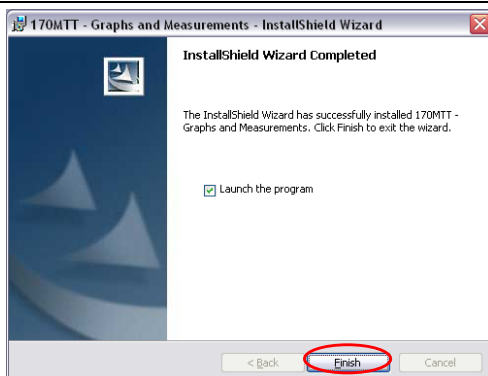 170MTT - Graphs and Measurements - InstallShield Wizard
InstallShield Wizard Completed
The InstallShield Wizard has successfully installed 170MTT -
Graphs and Measurements. Click Finish to exit the wizard.
Launch the program
< Back
Finish
Cancel